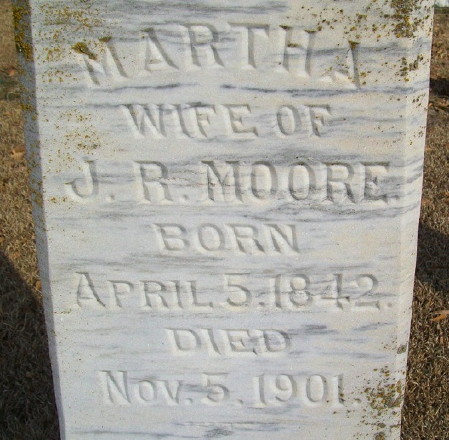 MARTHA
WIFE OF
J. R. MOORE.
BORN
APRIL 5, 1842.
DIED
NOV. 5, 1901.